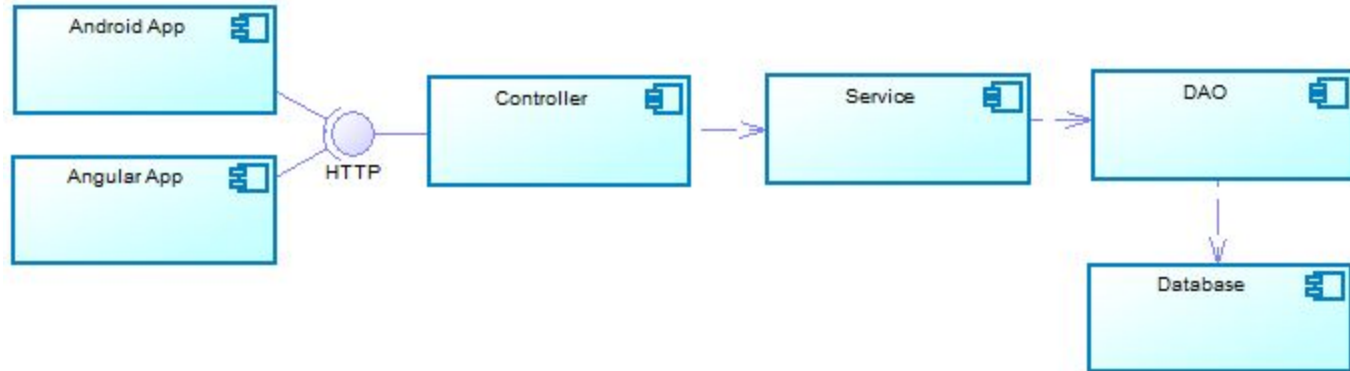 Android App
Angular App
HTTP
Controller
Service
DAO
Database